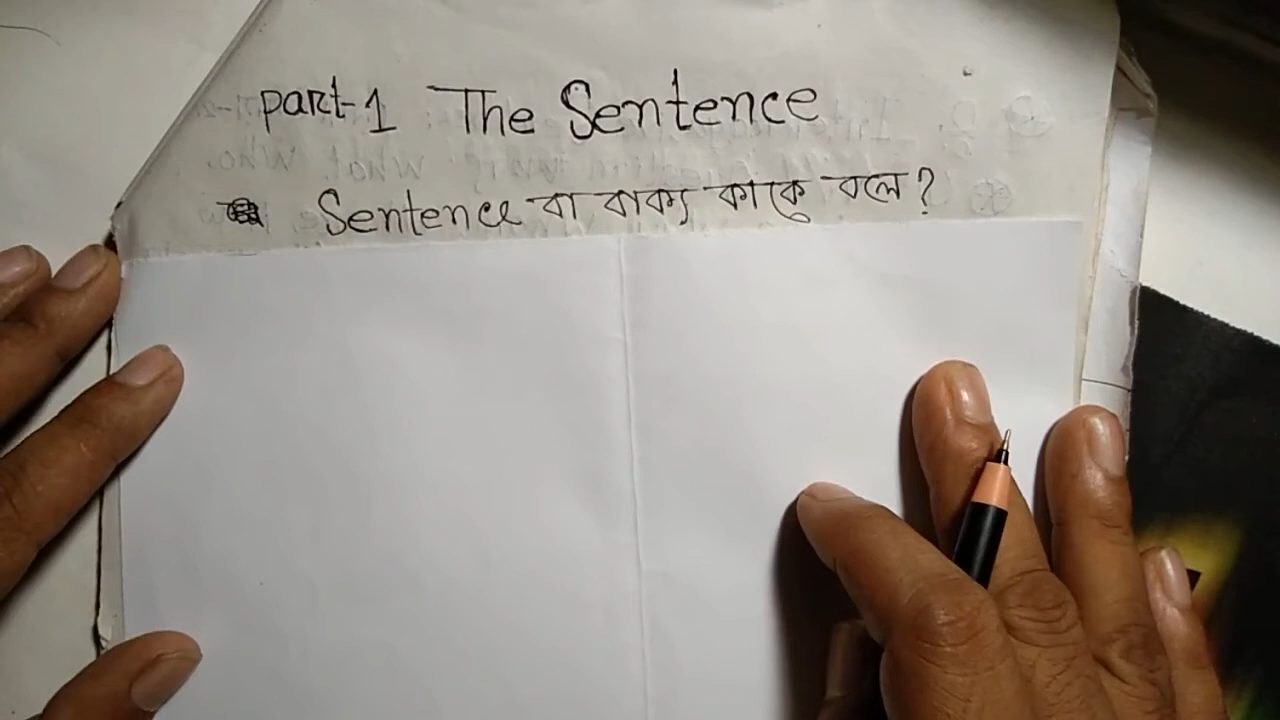 part-1 The Sentence
Sentence বা বাক্য কাকে বলে?